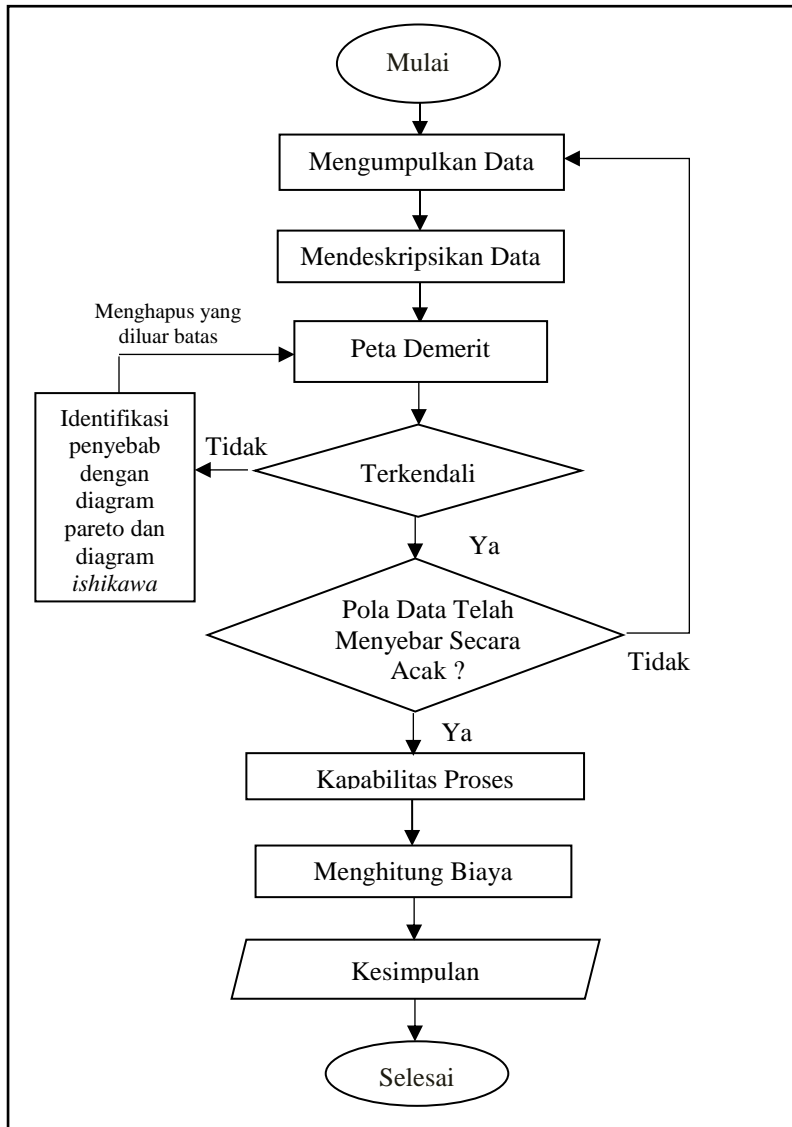 Mulai
Mengumpulkan Data
Mendeskripsikan Data
Menghapus yang
diluar batas
Peta Demerit
Identifikasi
penyebab
dengan
diagram
pareto dan
diagram
ishikawa
Tidak
Terkendali
Ya
Pola Data Telah
Menyebar Secara
Acak ?
Tidak
Ya
Kapabilitas Proses
Menghitung Biaya
Kesimpulan
Selesai